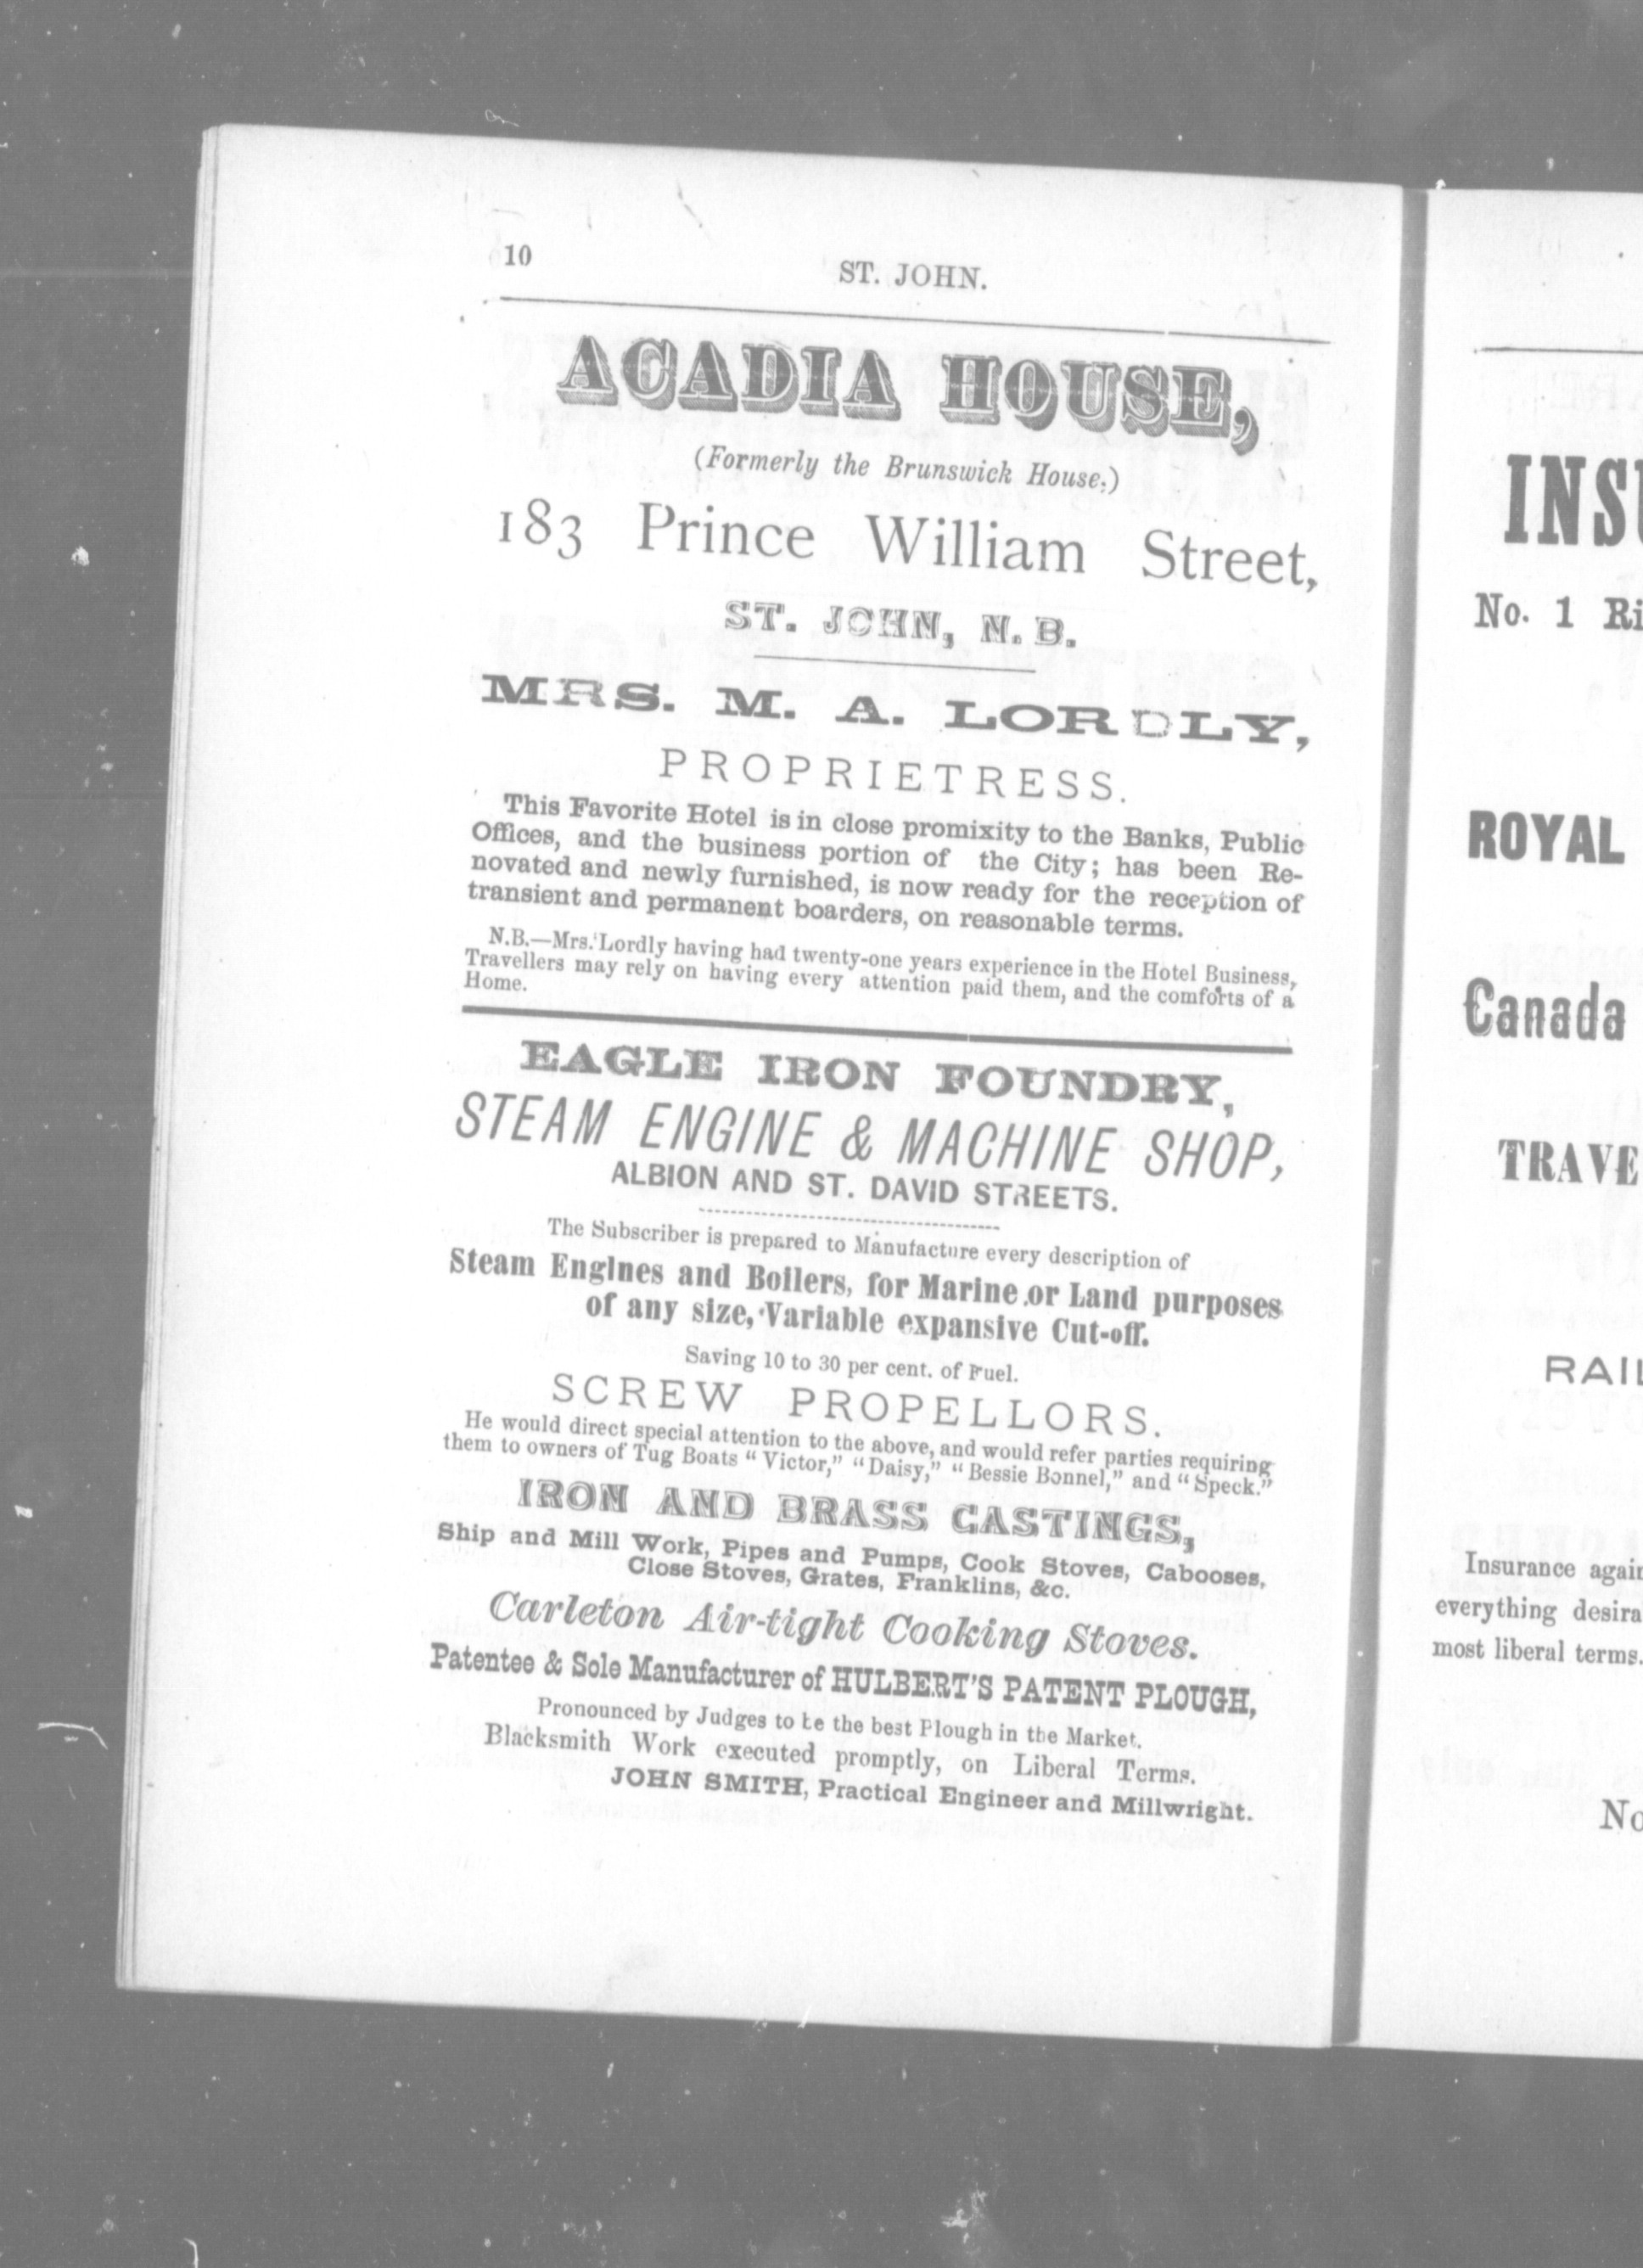 10
ST. JOHN.
ACADIA HOUSE,
(Formerly the Brunswick House.)
183 Prince William Street,
ST. JOHN, N. B.
MRS. M. A. LORDLY,
PROPRIETRESS.
This Favorite Hotel is in close promixity to the Banks, Public
Offices, and the business portion of the City; has been Re-
novated and newly furnished, is now ready for the reception of
transient and permanent boarders, on reasonable terms.
N.B.—Mrs. Lordly having had twenty-one years experience in the Hotel Business,
Travellers may rely on having every attention paid them, and the comforts of a
Home.
EAGLE IRON FOUNDRY,
STEAM ENGINE & MACHINE SHOP,
ALBION AND ST. DAVID STREETS.
The Subscriber is prepared to Manufacture every description of
Steam Engines and Boilers, for Marine or Land purposes
of any size, Variable expansive Cut-off.
Saving 10 to 30 per cent. of Fuel.
SCREW PROPELLORS.
He would direct special attention to the above, and would refer parties requiring
them to owners of Tug Boats "Victor," "Daisy," "Bessie Bonnel," and "Speck."
IRON AND BRASS CASTINGS,
Ship and Mill Work, Pipes and Pumps, Cook Stoves, Cabooses,
Close Stoves, Grates, Franklins, &c.
Carleton Air-tight Cooking Stoves.
Patentee & Sole Manufacturer of HULBERT'S PATENT PLOUGH,
Pronounced by Judges to be the best Plough in the Market.
Blacksmith Work executed promptly, on Liberal Terms.
JOHN SMITH, Practical Engineer and Millwright.
INSU
No. 1 Ri
ROYAL
Canada
TRAVE
RAIL
Insurance again
everything desira
most liberal terms.
No